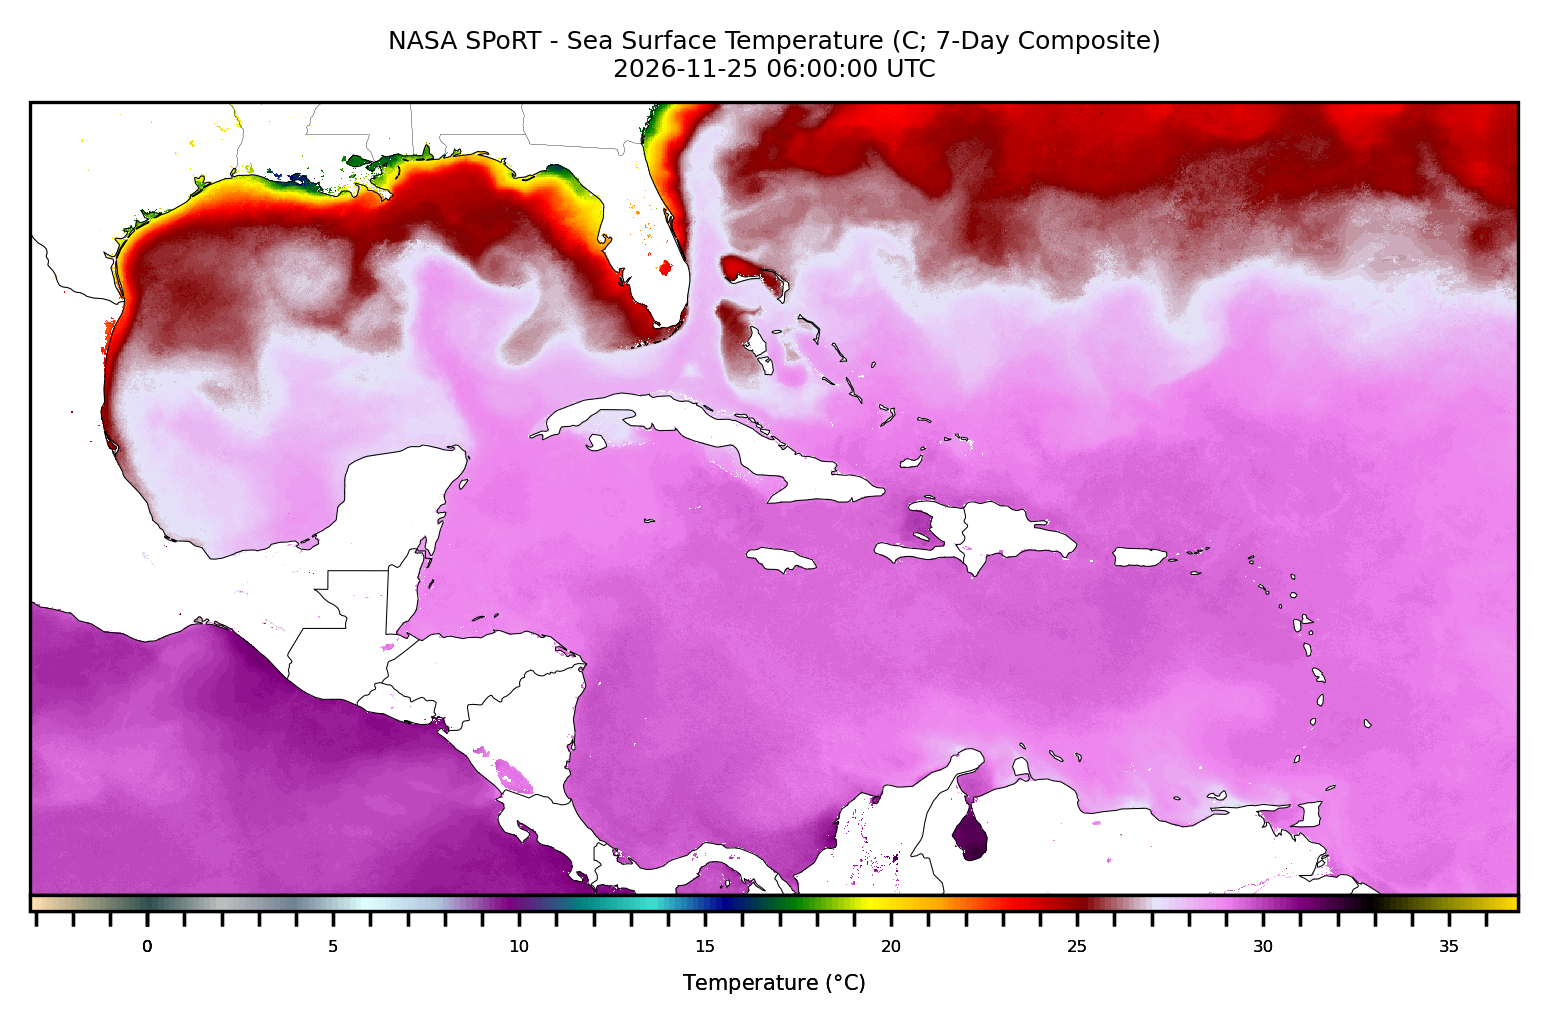 NASA SPoRT - Sea Surface Temperature (C; 7-Day Composite)
2026-11-25 06:00:00 UTC
0 5 10 15 20 25 30 35
Temperature (°C)